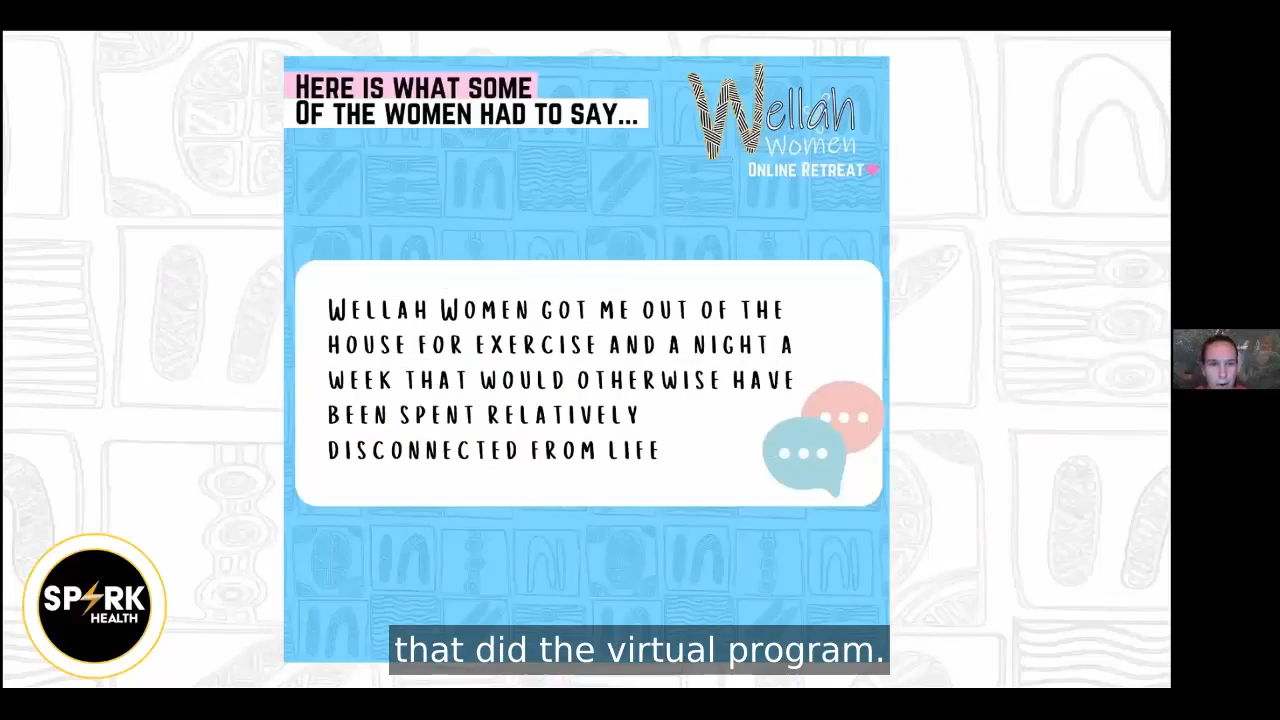 HERE IS WHAT SOME
OF THE WOMEN HAD TO SAY...
Wellah
Women
ONLINE RETREAT
WELLAH WOMEN GOT ME OUT OF THE
HOUSE FOR EXERCISE AND A NIGHT A
WEEK THAT WOULD OTHERWISE HAVE
BEEN SPENT RELATIVELY
DISCONNECTED FROM LIFE
SPARK
HEALTH
that did the virtual program.